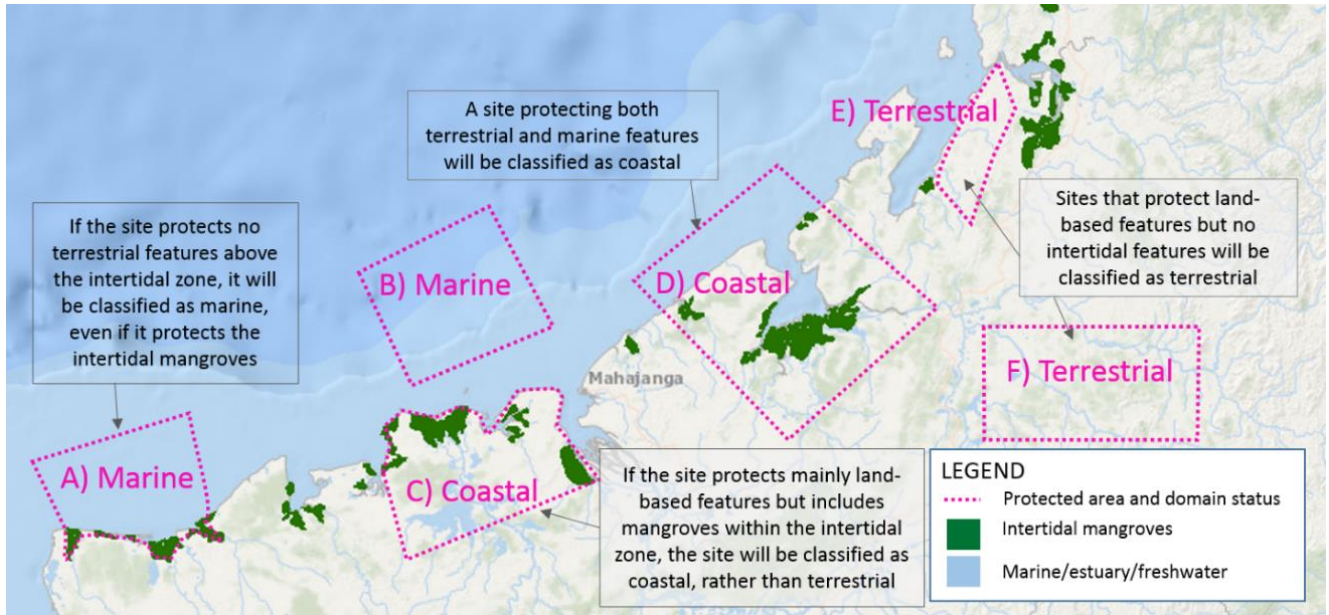 If the site protects no
terrestrial features above
the intertidal zone, it will
be classified as marine,
even if it protects the
intertidal mangroves
A site protecting both
terrestrial and marine features
will be classified as coastal
E) Terrestrial
Sites that protect land-
based features but no
intertidal features will be
classified as terrestrial
B) Marine
D) Coastal
Mahajanga
F) Terrestrial
A) Marine
C) Coastal
If the site protects mainly land-
based features but includes
mangroves within the intertidal
zone, the site will be classified as
coastal, rather than terrestrial
LEGEND
Protected area and domain status
Intertidal mangroves
Marine/estuary/freshwater